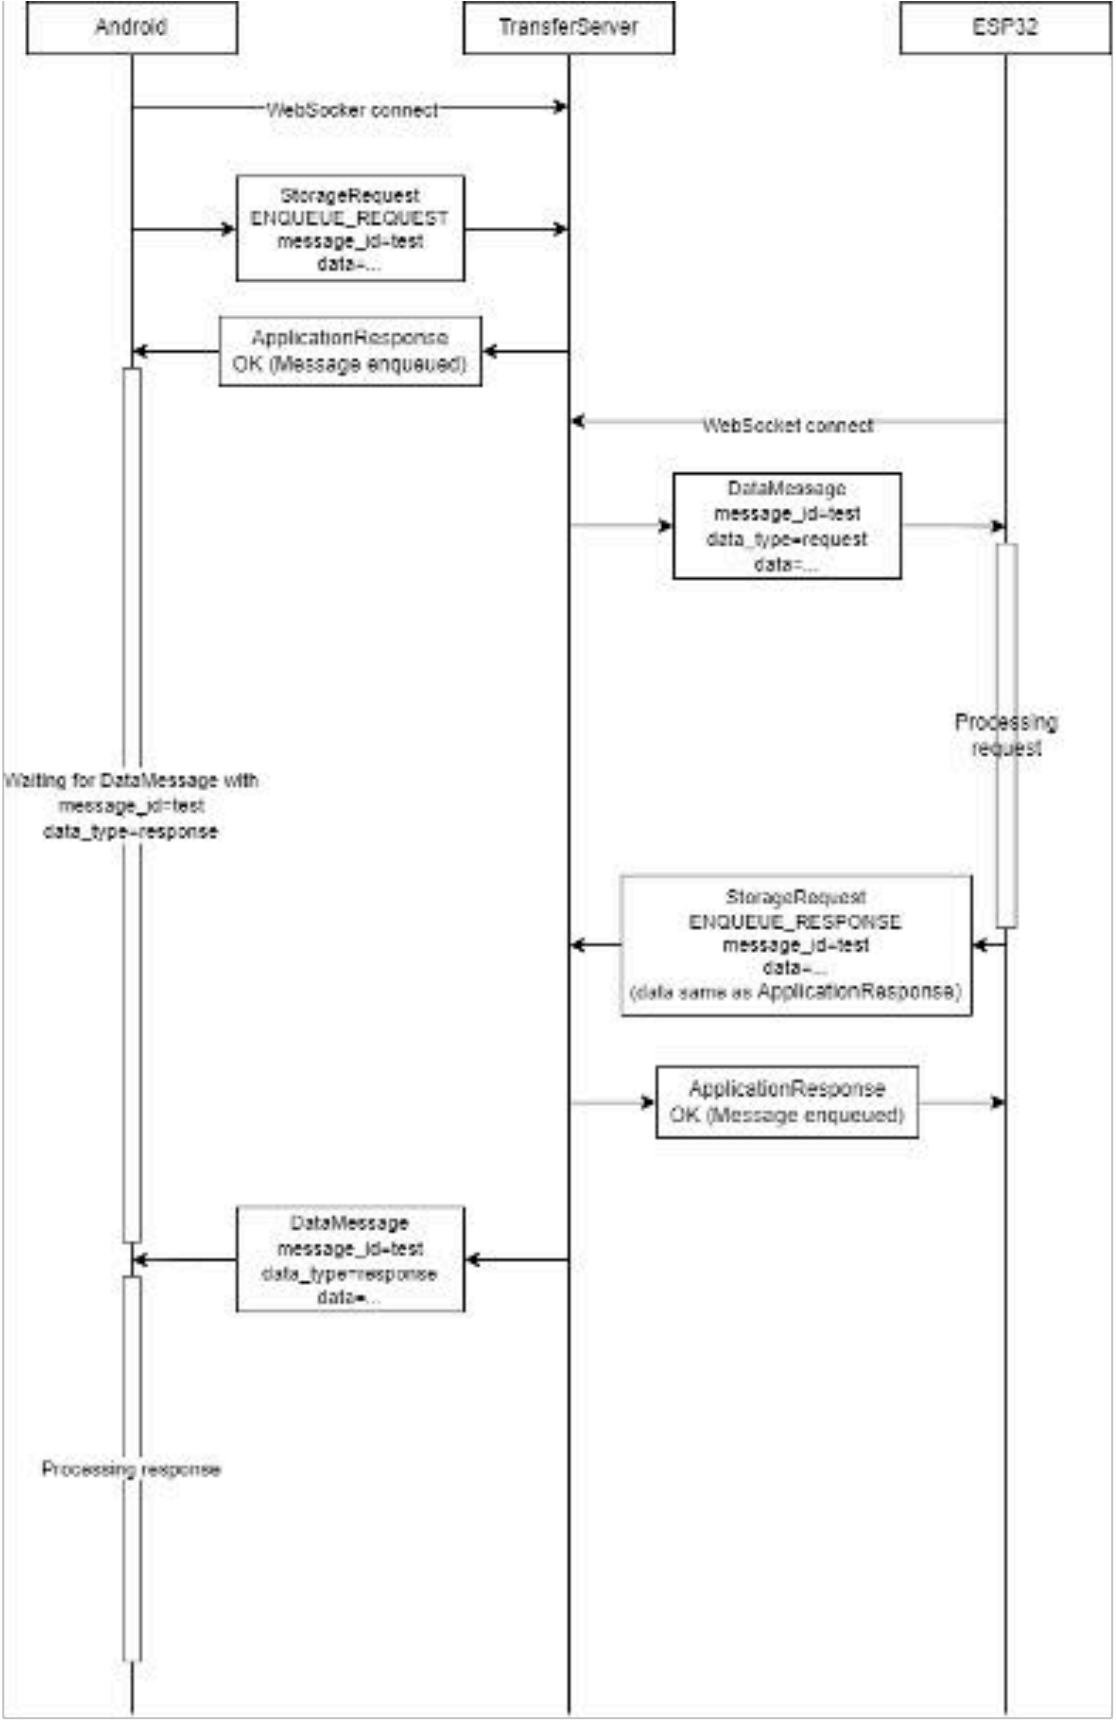 Android
TransferServer
ESP32
WebSocker connect
StorageRequest
ENQUEUE_REQUEST
message_id=test
data=...
ApplicationResponse
OK (Message enqueued)
WebSocket connect
DataMessage
message_id=test
data_type=request
data=...
Processing
request
Waiting for DataMessage with
message_id=test
data_type=response
StorageRequest
ENQUEUE_RESPONSE
message_id=test
data=...
(data same as ApplicationResponse)
ApplicationResponse
OK (Message enqueued)
DataMessage
message_id=test
data_type=response
data=...
Processing response